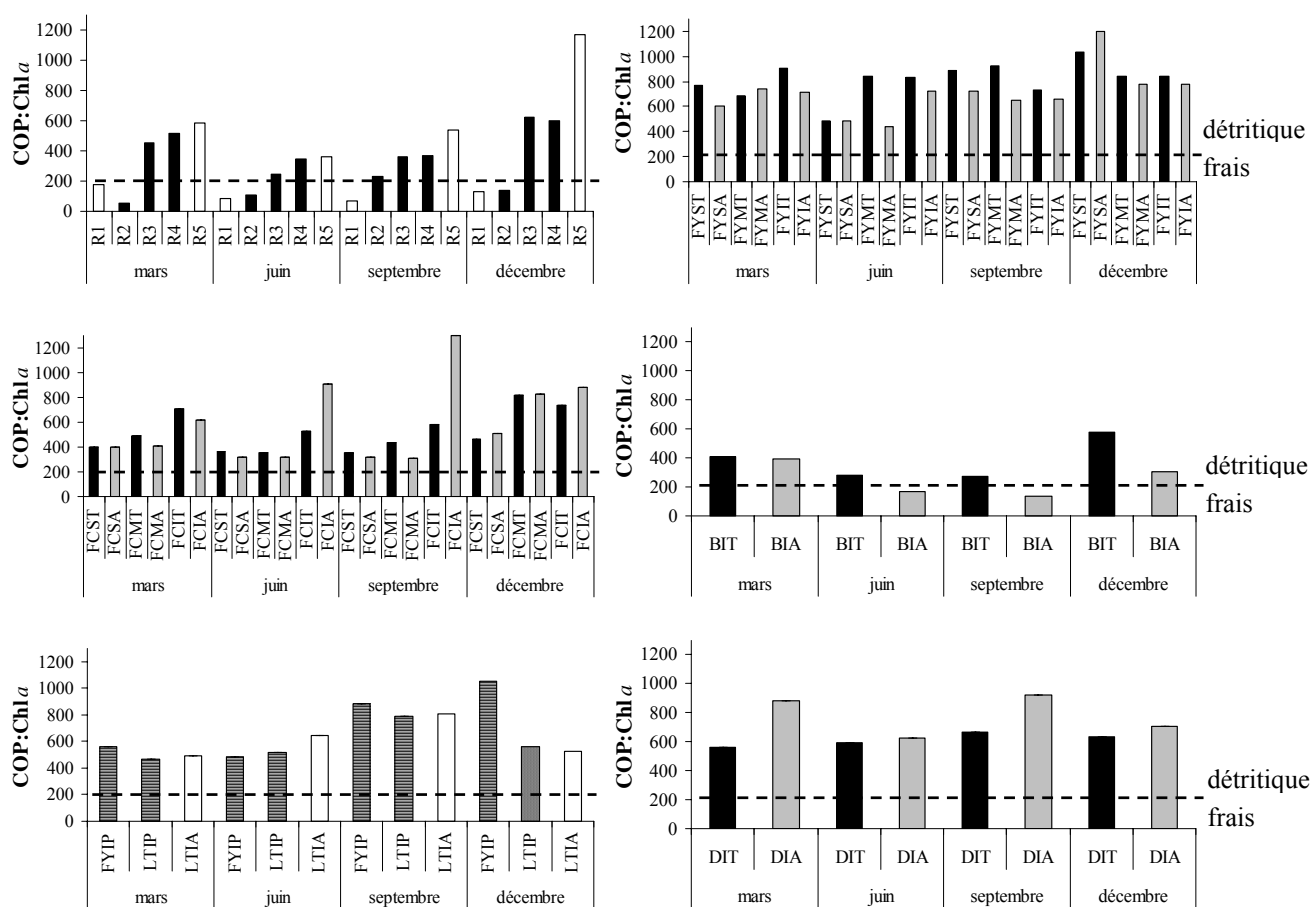 COP:Chl a
1200
1000
800
600
400
200
0
R1 R2 R3 R4 R5 R1 R2 R3 R4 R5 R1 R2 R3 R4 R5 R1 R2 R3 R4 R5
mars juin septembre décembre
COP:Chl a
1200
1000
800
600
400
200
0
détritique
frais
FYST FYSA FYMT FYMA FYIT FYIA FYST FYSA FYMT FYMA FYIT FYIA FYST FYSA FYMT FYMA FYIT FYIA FYST FYSA FYMT FYMA FYIT FYIA
mars juin septembre décembre
COP:Chl a
1200
1000
800
600
400
200
0
FCST FCSA FCMT FCMA FCIT FCIA FCST FCSA FCMT FCMA FCIT FCIA FCST FCSA FCMT FCMA FCIT FCIA FCST FCSA FCMT FCMA FCIT FCIA
mars juin septembre décembre
COP:Chl a
1200
1000
800
600
400
200
0
détritique
frais
BIT BIA BIT BIA BIT BIA BIT BIA
mars juin septembre décembre
COP:Chl a
1200
1000
800
600
400
200
0
FYIP LTIP LTIA FYIP LTIP LTIA FYIP LTIP LTIA FYIP LTIP LTIA
mars juin septembre décembre
COP:Chl a
1200
1000
800
600
400
200
0
détritique
frais
DIT DIA DIT DIA DIT DIA DIT DIA
mars juin septembre décembre